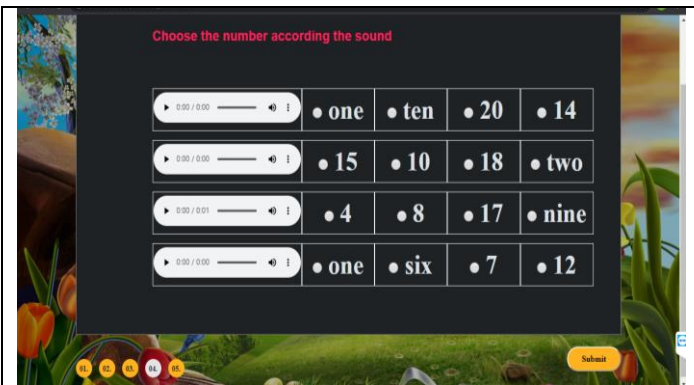 Choose the number according the sound
0:00 / 0:00 one ten 20 14
0:00 / 0:00 15 10 18 two
0:00 / 0:01 4 8 17 nine
0:00 / 0:00 one six 7 12
01. 02. 03. 04. 05. Submit